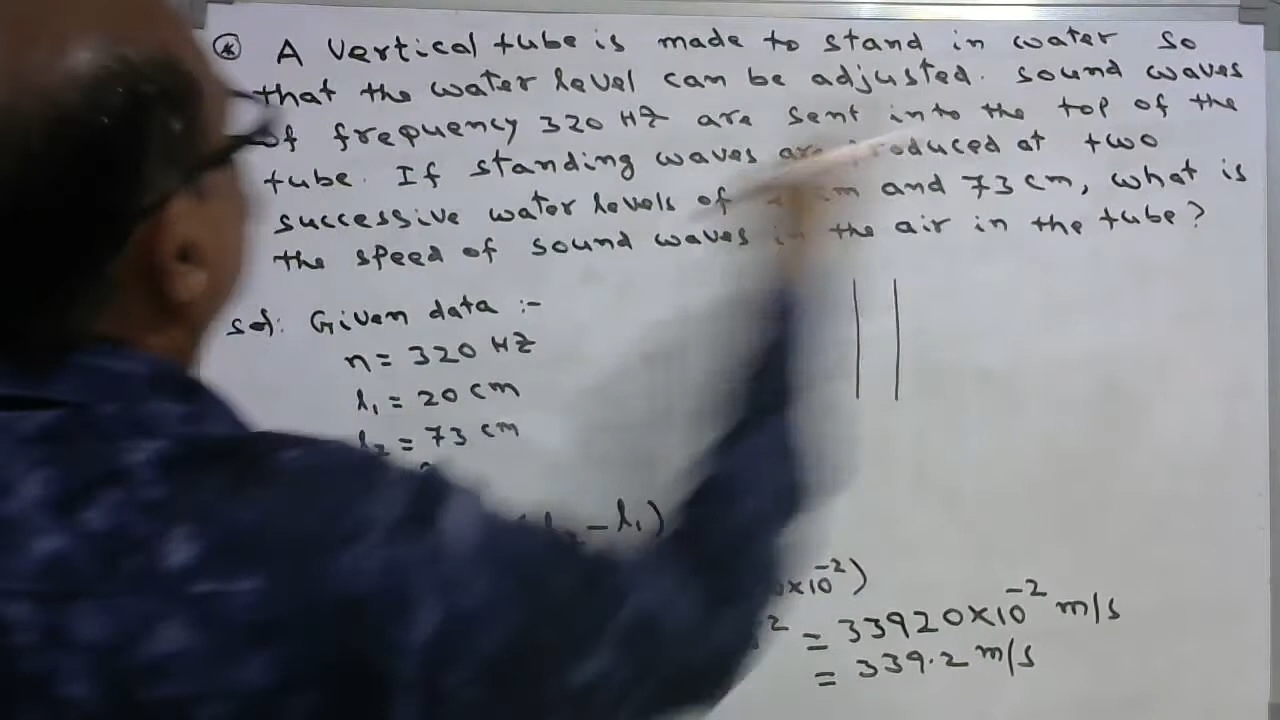 A vertical tube is made to stand in water so
that the water level can be adjusted. sound waves
of frequency 320 Hz are sent into the top of the
tube. If standing waves are produced at two
successive water levels of cm and 73 cm, what is
the speed of sound waves in the air in the tube?
sol: Given data :-
n = 320 Hz
l₁ = 20 cm
l₂ = 73 cm
l₂ - l₁)
x10⁻²)
= 33920x10⁻² m/s
= 339.2 m/s